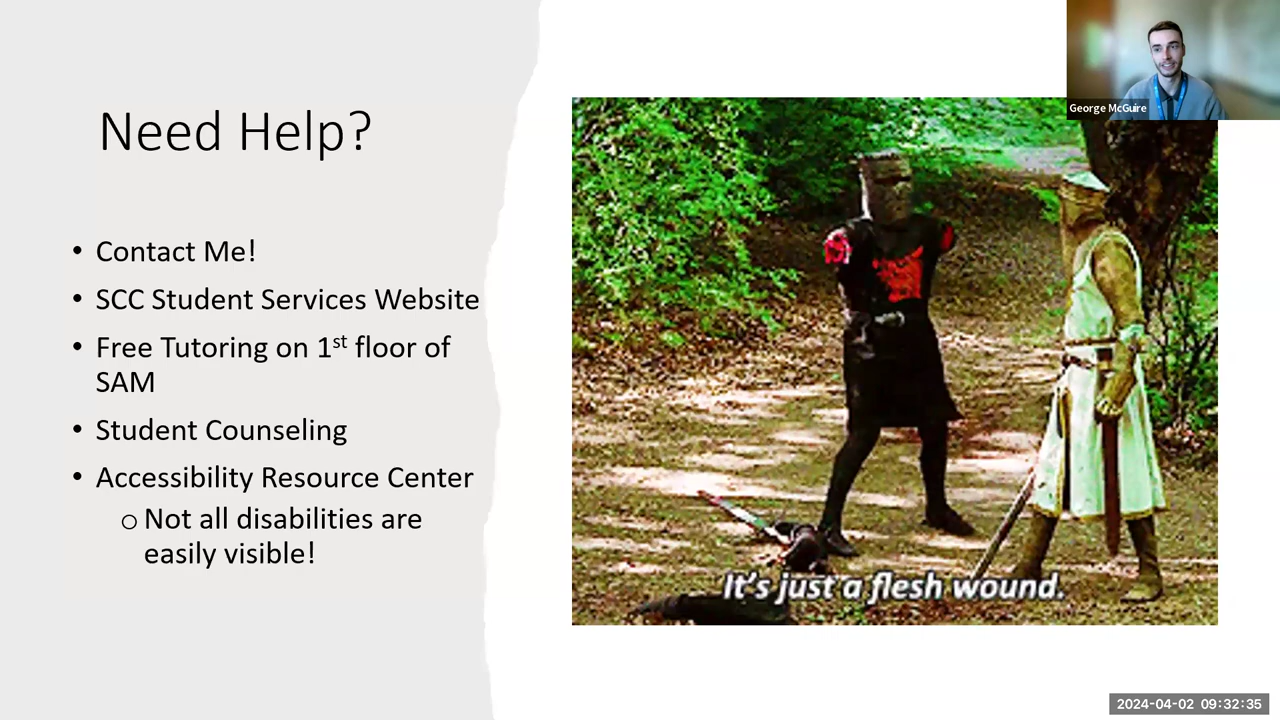 Need Help?
• Contact Me!
• SCC Student Services Website
• Free Tutoring on 1st floor of
SAM
• Student Counseling
• Accessibility Resource Center
o Not all disabilities are
easily visible!
George McGuire
It's just a flesh wound.
2024-04-02 09:32:35